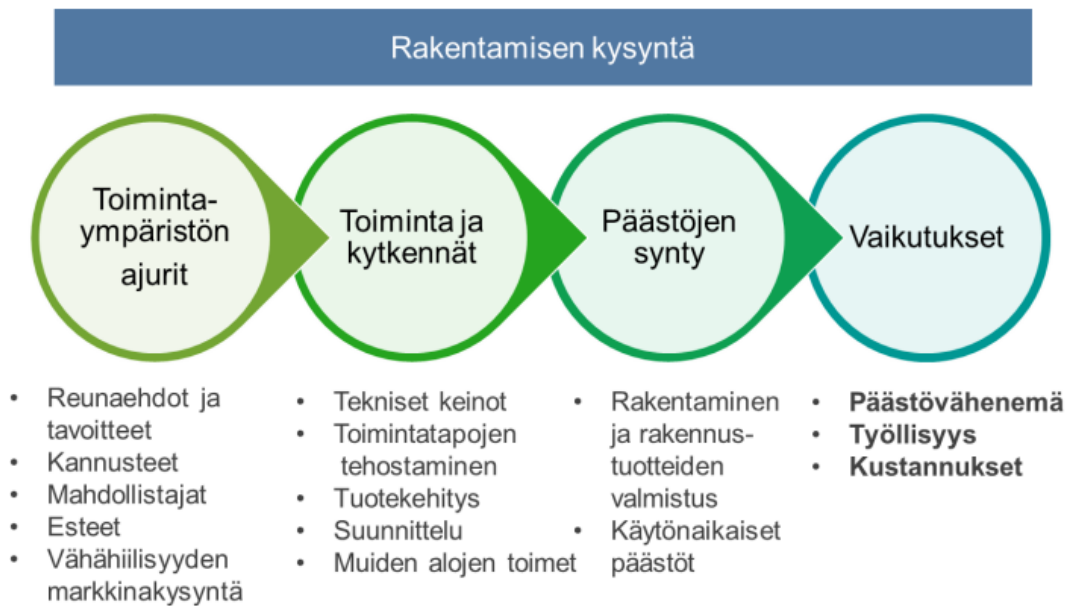 Rakentamisen kysyntä
Toiminta-
ympäristön
ajurit
Toiminta ja
kytkennät
Päästöjen
synty
Vaikutukset
• Reunaehdot ja
tavoitteet
• Kannusteet
• Mahdollistajat
• Esteet
• Vähähiilisyyden
markkinakysyntä
• Tekniset keinot
• Toimintatapojen
tehostaminen
• Tuotekehitys
• Suunnittelu
• Muiden alojen toimet
• Rakentaminen
ja rakennus-
tuotteiden
valmistus
• Käytönaikaiset
päästöt
• Päästövähenemä
• Työllisyys
• Kustannukset